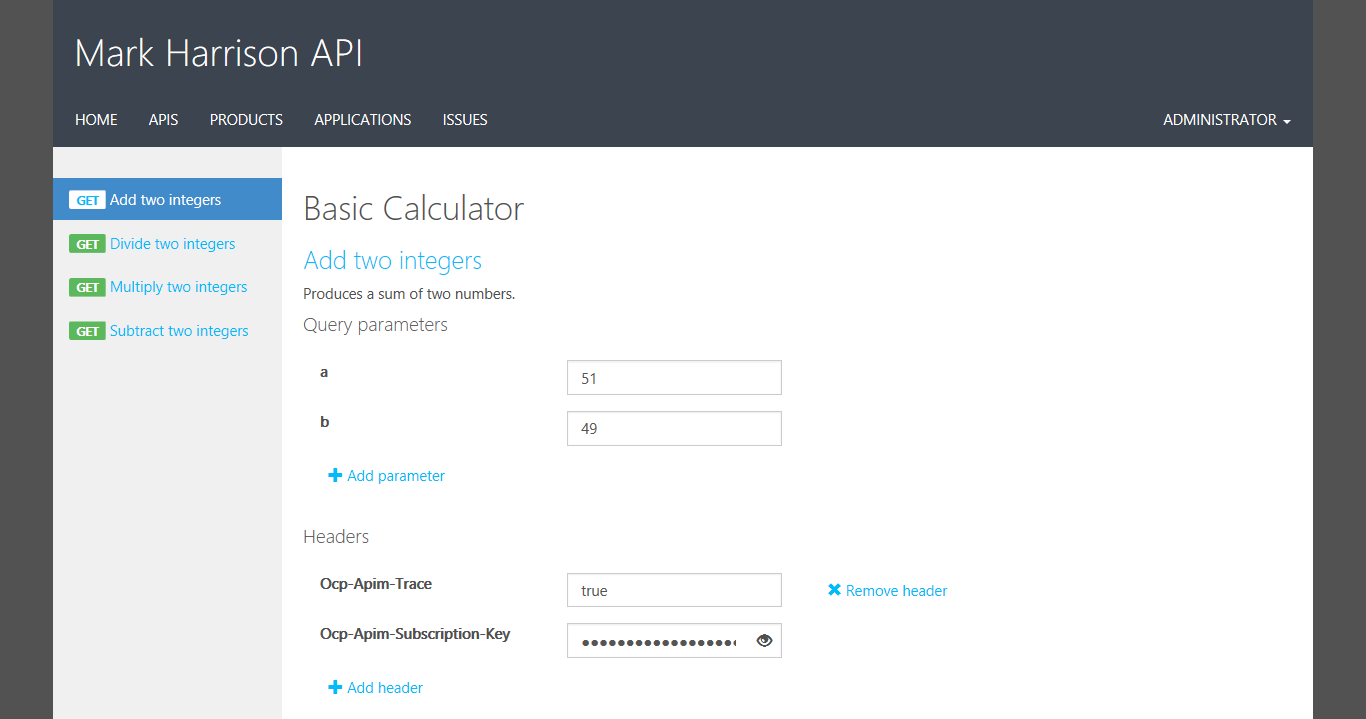 Mark Harrison API
HOME APIS PRODUCTS APPLICATIONS ISSUES ADMINISTRATOR
GET Add two integers
GET Divide two integers
GET Multiply two integers
GET Subtract two integers
Basic Calculator
Add two integers
Produces a sum of two numbers.
Query parameters
a 51
b 49
Add parameter
Headers
Ocp-Apim-Trace true Remove header
Ocp-Apim-Subscription-Key ••••••••••••••••••
Add header